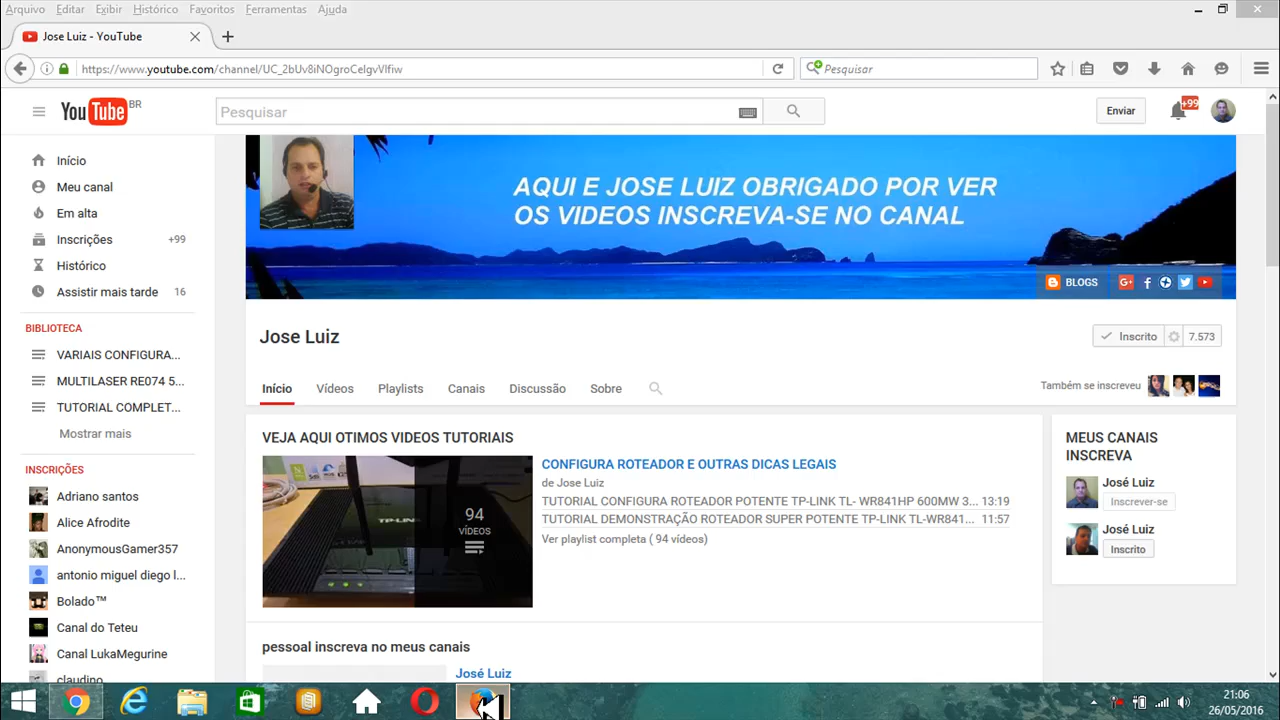 Arquivo Editar Exibir Histórico Favoritos Ferramentas Ajuda
Jose Luiz - YouTube
https://www.youtube.com/channel/UC_2bUv8iNOgroCeIgvVIfiw
Pesquisar
YouTube BR
Pesquisar
Enviar
+99
Início
Meu canal
Em alta
Inscrições +99
Histórico
Assistir mais tarde 16
BIBLIOTECA
VARIAIS CONFIGURA...
MULTILASER RE074 5...
TUTORIAL COMPLET...
Mostrar mais
INSCRIÇÕES
Adriano santos
Alice Afrodite
AnonymousGamer357
antonio miguel diego l...
Bolado™
Canal do Teteu
Canal LukaMegurine
claudino
AQUI E JOSE LUIZ OBRIGADO POR VER
OS VIDEOS INSCREVA-SE NO CANAL
BLOGS
Jose Luiz
Inscrito 7.573
Início Vídeos Playlists Canais Discussão Sobre
Também se inscreveu
VEJA AQUI OTIMOS VIDEOS TUTORIAIS
TP-LINK
94
VÍDEOS
CONFIGURA ROTEADOR E OUTRAS DICAS LEGAIS
de Jose Luiz
TUTORIAL CONFIGURA ROTEADOR POTENTE TP-LINK TL- WR841HP 600MW 3... 13:19
TUTORIAL DEMONSTRAÇÃO ROTEADOR SUPER POTENTE TP-LINK TL-WR841... 11:57
Ver playlist completa ( 94 vídeos)
pessoal inscreva no meus canais
José Luiz
MEUS CANAIS
INSCREVA
José Luiz
Inscrever-se
José Luiz
Inscrito
21:06
26/05/2016